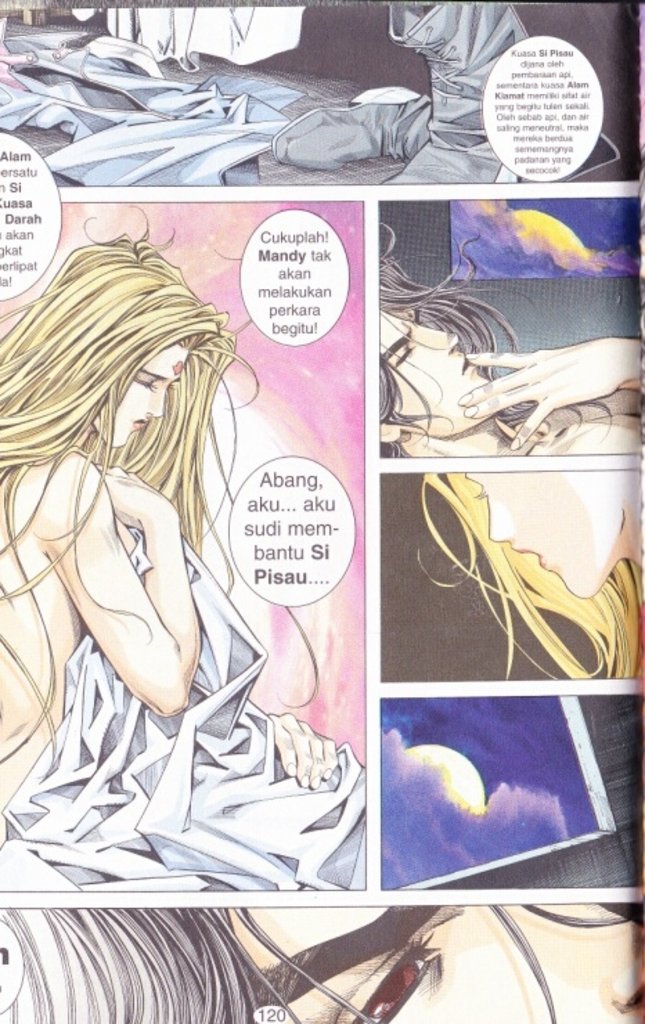 Kuasa Si Pisau
dijana oleh
pembaraan api,
sementara kuasa Alam
Kiamat memiliki sifat air
yang begitu tulen sekali.
Oleh sebab api, dan air
saling meneutral, maka
mereka berdua
sememangnya
padanan yang
secocok!
Alam
ersatu
n Si
Kuasa
Darah
akan
gkat
erlipat
a!
Cukuplah!
Mandy tak
akan
melakukan
perkara
begitu!
Abang,
aku... aku
sudi mem-
bantu Si
Pisau....
n
120